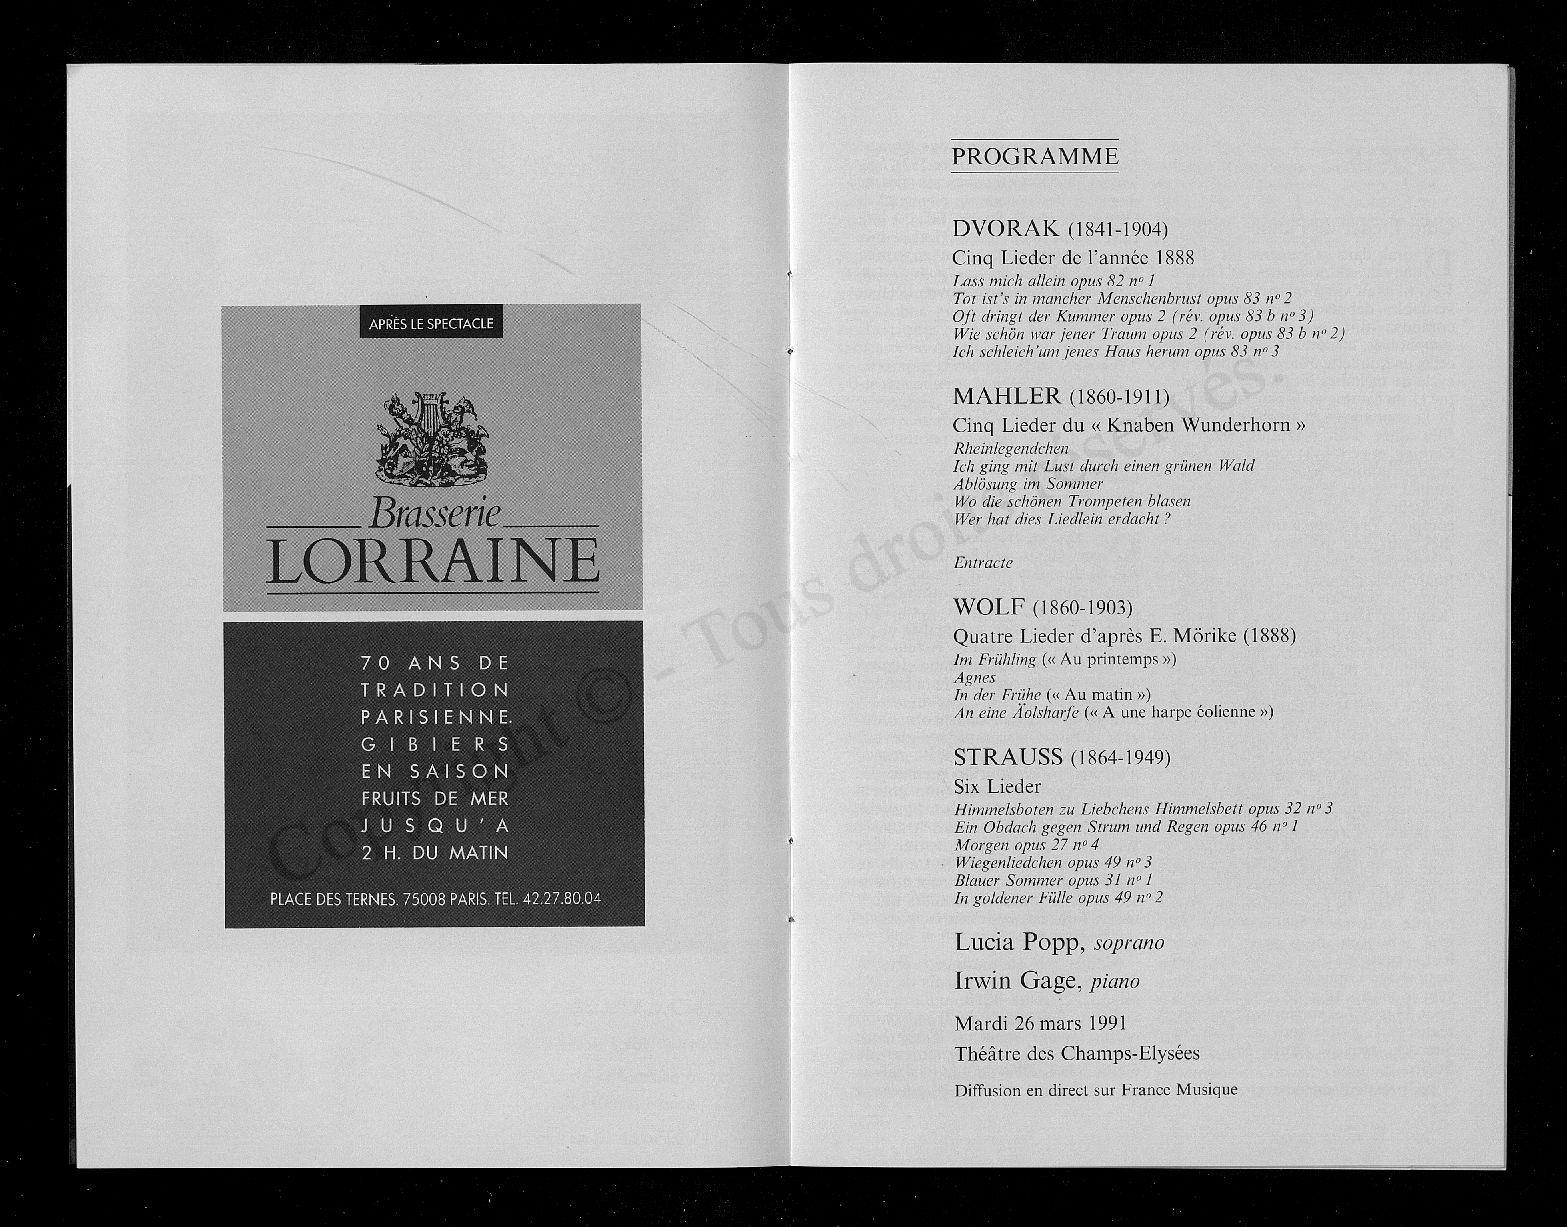 APRÈS LE SPECTACLE
Brasserie
LORRAINE
70 ANS DE
TRADITION
PARISIENNE.
GIBIERS
EN SAISON
FRUITS DE MER
JUSQU'A
2 H. DU MATIN
PLACE DES TERNES. 75008 PARIS. TEL. 42.27.80.04
PROGRAMME
DVORAK (1841-1904)
Cinq Lieder de l'année 1888
Lass mich allein opus 82 nº 1
Tot ist's in mancher Menschenbrust opus 83 nº 2
Oft dringt der Kummer opus 2 (rév. opus 83 b nº 3)
Wie schön war jener Traum opus 2 (rév. opus 83 b nº 2)
Ich schleich'um jenes Haus herum opus 83 nº 3
MAHLER (1860-1911)
Cinq Lieder du « Knaben Wunderhorn »
Rheinlegendchen
Ich ging mit Lust durch einen grünen Wald
Ablösung im Sommer
Wo die schönen Trompeten blasen
Wer hat dies Liedlein erdacht ?
Entracte
WOLF (1860-1903)
Quatre Lieder d'après E. Mörike (1888)
Im Frühling (« Au printemps »)
Agnes
In der Frühe (« Au matin »)
An eine Äolsharfe (« A une harpe éolienne »)
STRAUSS (1864-1949)
Six Lieder
Himmelsboten zu Liebchens Himmelsbett opus 32 nº 3
Ein Obdach gegen Strum und Regen opus 46 nº 1
Morgen opus 27 nº 4
Wiegenliedchen opus 49 nº 3
Blauer Sommer opus 31 nº 1
In goldener Fülle opus 49 nº 2
Lucia Popp, soprano
Irwin Gage, piano
Mardi 26 mars 1991
Théâtre des Champs-Elysées
Diffusion en direct sur France Musique
© - Tous droits réservés.